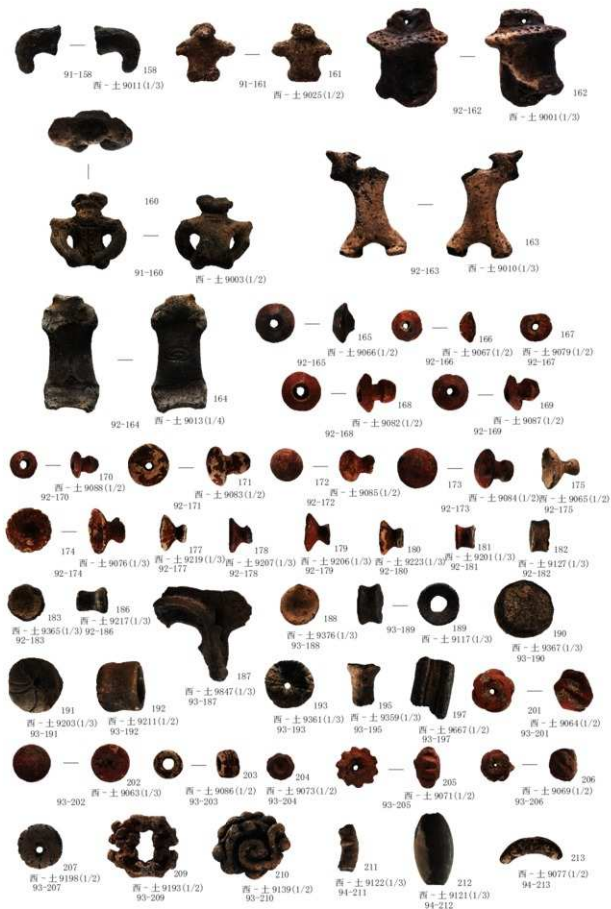 158
91-158
西-土9011(1/3)
161
91-161
西-土9025(1/2)
162
92-162
西-土9001(1/3)
160
91-160
西-土9003(1/2)
163
92-163
西-土9010(1/3)
164
92-164
西-土9013(1/4)
165
西-土9066(1/2)
92-165
166
西-土9067(1/2)
92-166
167
西-土9079(1/2)
92-167
168
西-土9082(1/2)
92-168
169
西-土9087(1/2)
92-169
170
西-土9088(1/2)
92-170
171
西-土9083(1/2)
92-171
172
西-土9085(1/2)
92-172
173
西-土9084(1/2)
92-173
175
西-土9065(1/2)
92-175
174
西-土9076(1/3)
92-174
177
西-土9219(1/3)
92-177
178
西-土9207(1/3)
92-178
179
西-土9206(1/3)
92-179
180
西-土9223(1/3)
92-180
181
西-土9201(1/3)
92-181
182
西-土9127(1/3)
92-182
183
西-土9365(1/3)
92-183
186
西-土9217(1/3)
92-186
187
西-土9847(1/3)
93-187
188
西-土9376(1/3)
93-188
93-189
189
西-土9117(1/3)
190
西-土9367(1/3)
93-190
191
西-土9203(1/3)
93-191
192
西-土9211(1/2)
93-192
193
西-土9361(1/3)
93-193
195
西-土9359(1/3)
93-195
197
西-土9667(1/2)
93-197
201
西-土9064(1/2)
93-201
202
西-土9063(1/3)
93-202
203
西-土9086(1/2)
93-203
204
西-土9073(1/2)
93-204
205
西-土9071(1/2)
93-205
206
西-土9069(1/2)
93-206
207
西-土9198(1/2)
93-207
209
西-土9193(1/2)
93-209
210
西-土9139(1/2)
93-210
211
西-土9122(1/3)
94-211
212
西-土9121(1/3)
94-212
213
西-土9077(1/2)
94-213